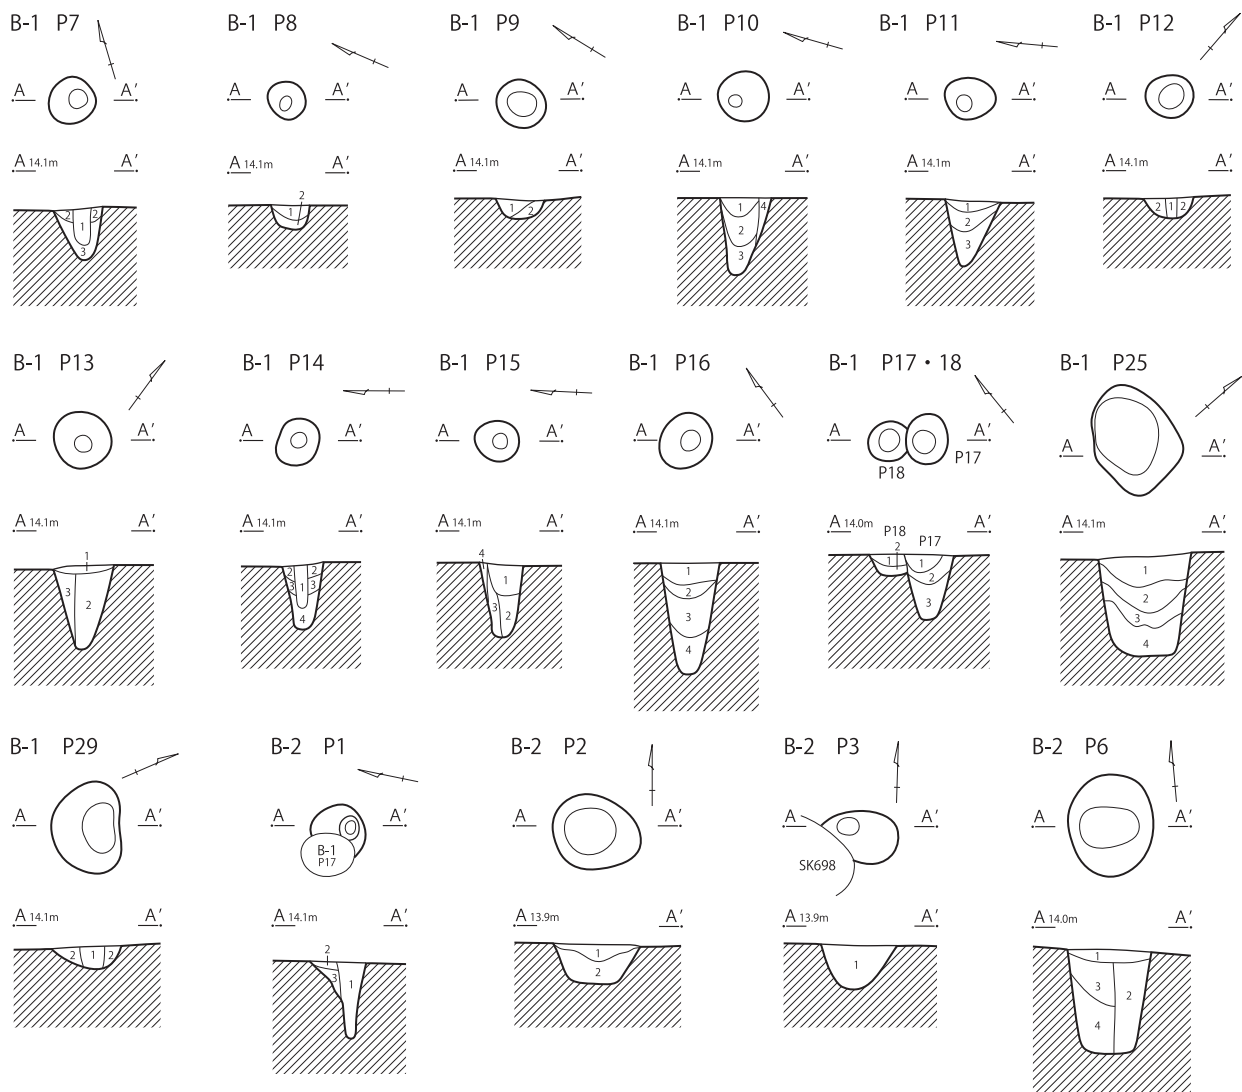 B-1 P7
B-1 P8
B-1 P9
B-1 P10
B-1 P11
B-1 P12
A A′
A A′
A A′
A A′
A A′
A A′
A 14.1m A′
A 14.1m A′
A 14.1m A′
A 14.1m A′
A 14.1m A′
A 14.1m A′
2 1 2 3
2 1
1 2
1 4 2 3
1 2 3
2 1 2
B-1 P13
B-1 P14
B-1 P15
B-1 P16
B-1 P17・18
B-1 P25
A A′
A A′
A A′
A A′
A A′
A A′
P18 P17
A 14.1m A′
A 14.1m A′
A 14.1m A′
A 14.1m A′
A 14.0m A′
A 14.1m A′
1 3 2
2 2 3 1 3 4
4 1 3 2
1 2 3 4
P18 P17
2 1 1 2 3
1 2 3 4
B-1 P29
B-2 P1
B-2 P2
B-2 P3
B-2 P6
A A′
A A′
A A′
A A′
A A′
B-1
P17
SK698
A 14.1m A′
A 14.1m A′
A 13.9m A′
A 13.9m A′
A 14.0m A′
2 1 2
2 3 1
1 2
1
1 3 2 4